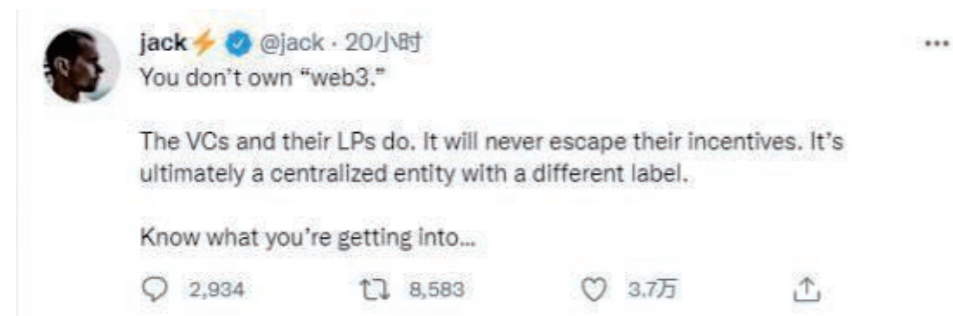 jack⚡ @jack · 20小时
You don't own “web3.”
The VCs and their LPs do. It will never escape their incentives. It's
ultimately a centralized entity with a different label.
Know what you're getting into...
2,934 8,583 3.7万